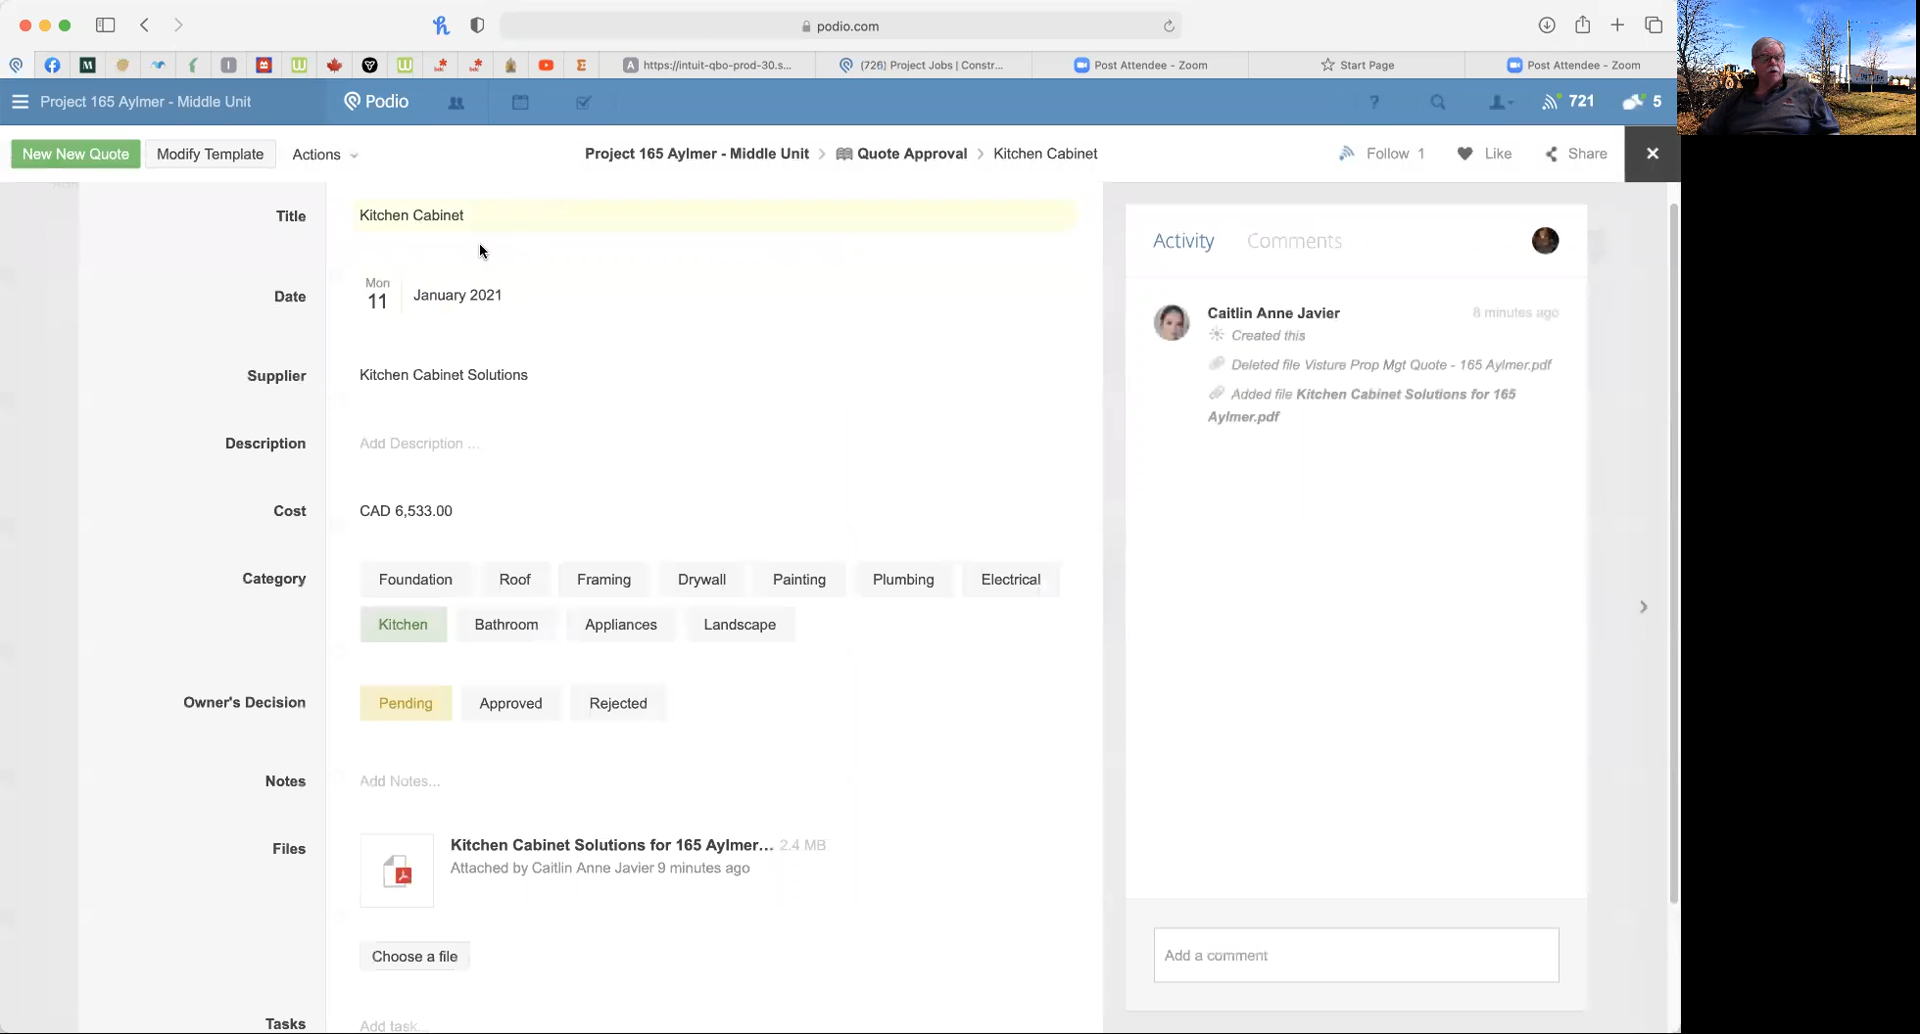 podio.com
M
I
A https://intuit-qbo-prod-30.s...
(726) Project Jobs | Constr...
Post Attendee - Zoom
Start Page
Post Attendee - Zoom
Project 165 Aylmer - Middle Unit
Podio
?
721
5
New New Quote
Modify Template
Actions
Project 165 Aylmer - Middle Unit > Quote Approval > Kitchen Cabinet
Follow 1
Like
Share
Title
Kitchen Cabinet
Date
Mon
11
January 2021
Supplier
Kitchen Cabinet Solutions
Description
Add Description ...
Cost
CAD 6,533.00
Category
Foundation
Roof
Framing
Drywall
Painting
Plumbing
Electrical
Kitchen
Bathroom
Appliances
Landscape
Owner's Decision
Pending
Approved
Rejected
Notes
Add Notes...
Files
Kitchen Cabinet Solutions for 165 Aylmer... 2.4 MB
Attached by Caitlin Anne Javier 9 minutes ago
Choose a file
Tasks
Add task...
Activity
Comments
Caitlin Anne Javier
8 minutes ago
Created this
Deleted file Visture Prop Mgt Quote - 165 Aylmer.pdf
Added file Kitchen Cabinet Solutions for 165
Aylmer.pdf
Add a comment